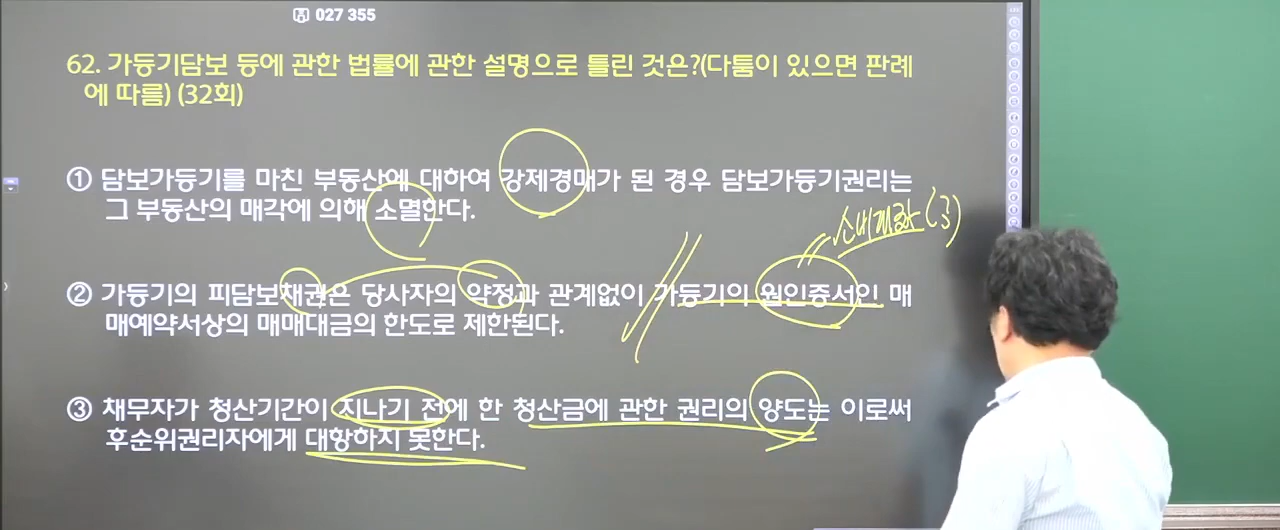 027 355
62. 가등기담보 등에 관한 법률에 관한 설명으로 틀린 것은?(다툼이 있으면 판례
에 따름) (32회)
① 담보가등기를 마친 부동산에 대하여 강제경매가 된 경우 담보가등기권리는
그 부동산의 매각에 의해 소멸한다.
(3)
② 가등기의 피담보채권은 당사자의 약정과 관계없이 가등기의 원인증서인 매
매예약서상의 매매대금의 한도로 제한된다.
③ 채무자가 청산기간이 지나기 전에 한 청산금에 관한 권리의 양도는 이로써
후순위권리자에게 대항하지 못한다.